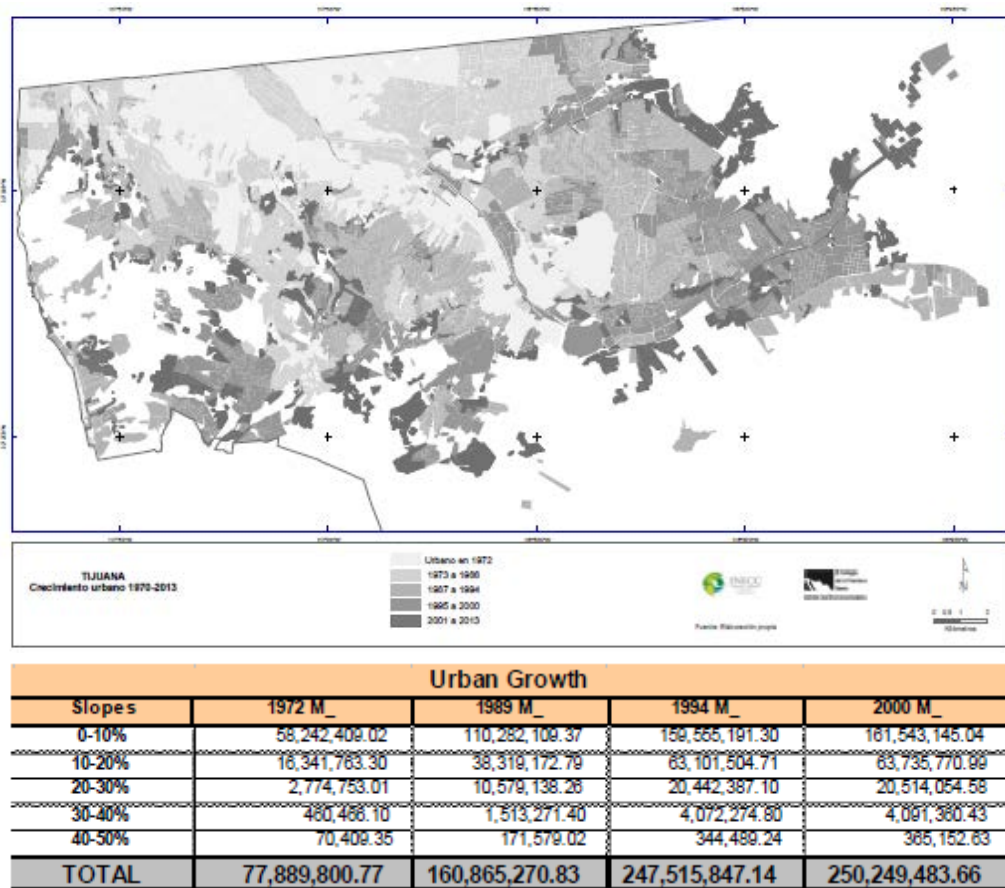 TIJUANA
Crecimiento urbano 1970-2013
Urbano en 1972
1973 a 1986
1987 a 1994
1995 a 2000
2001 a 2013
INECC
Fuente: Elaboración propia
Kilómetros
Urban Growth
Slopes 1972 M_ 1989 M_ 1994 M_ 2000 M_
0-10% 58,242,409.02 110,282,109.37 159,555,191.30 161,543,145.04
10-20% 16,341,763.30 38,319,172.79 63,101,504.71 63,735,770.99
20-30% 2,774,753.01 10,579,138.26 20,442,387.10 20,514,054.58
30-40% 460,466.10 1,513,271.40 4,072,274.80 4,091,360.43
40-50% 70,409.35 171,579.02 344,489.24 365,152.63
TOTAL 77,889,800.77 160,865,270.83 247,515,847.14 250,249,483.66